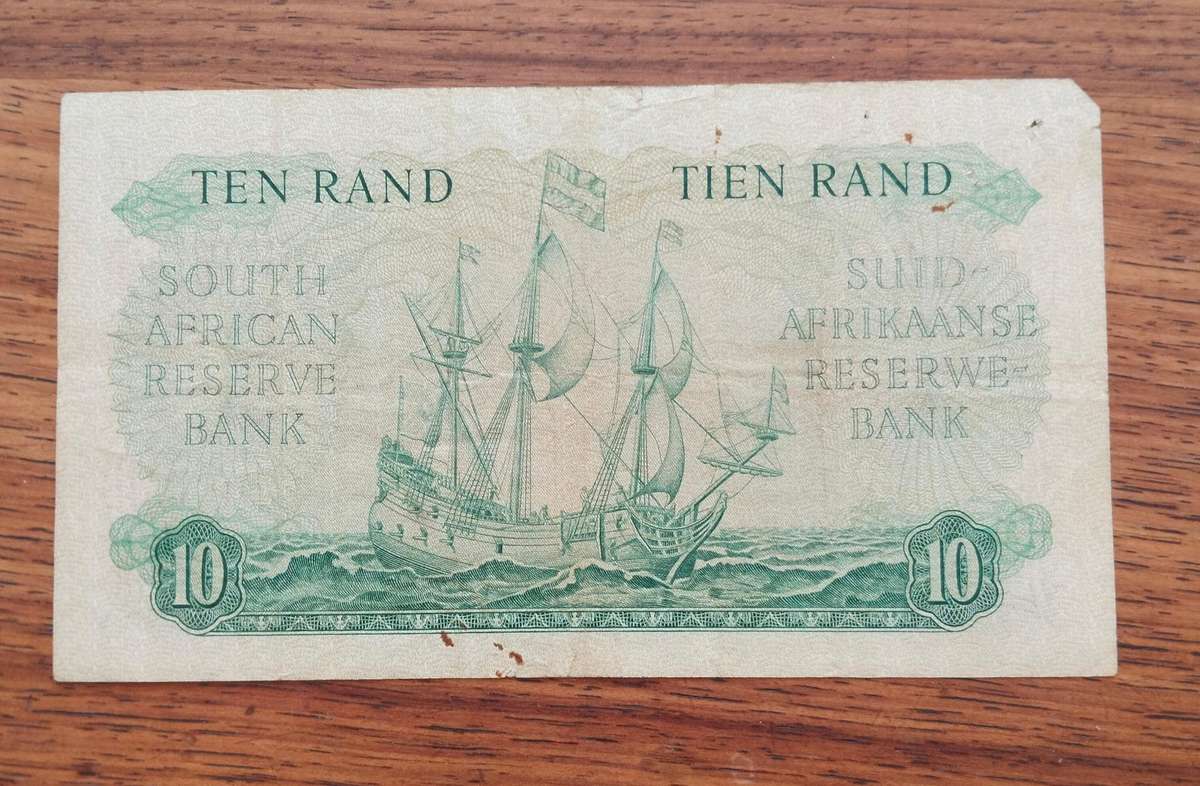 TEN RAND
TIEN RAND
SOUTH
AFRICAN
RESERVE
BANK
SUID-
AFRIKAANSE
RESERWE-
BANK
10
10